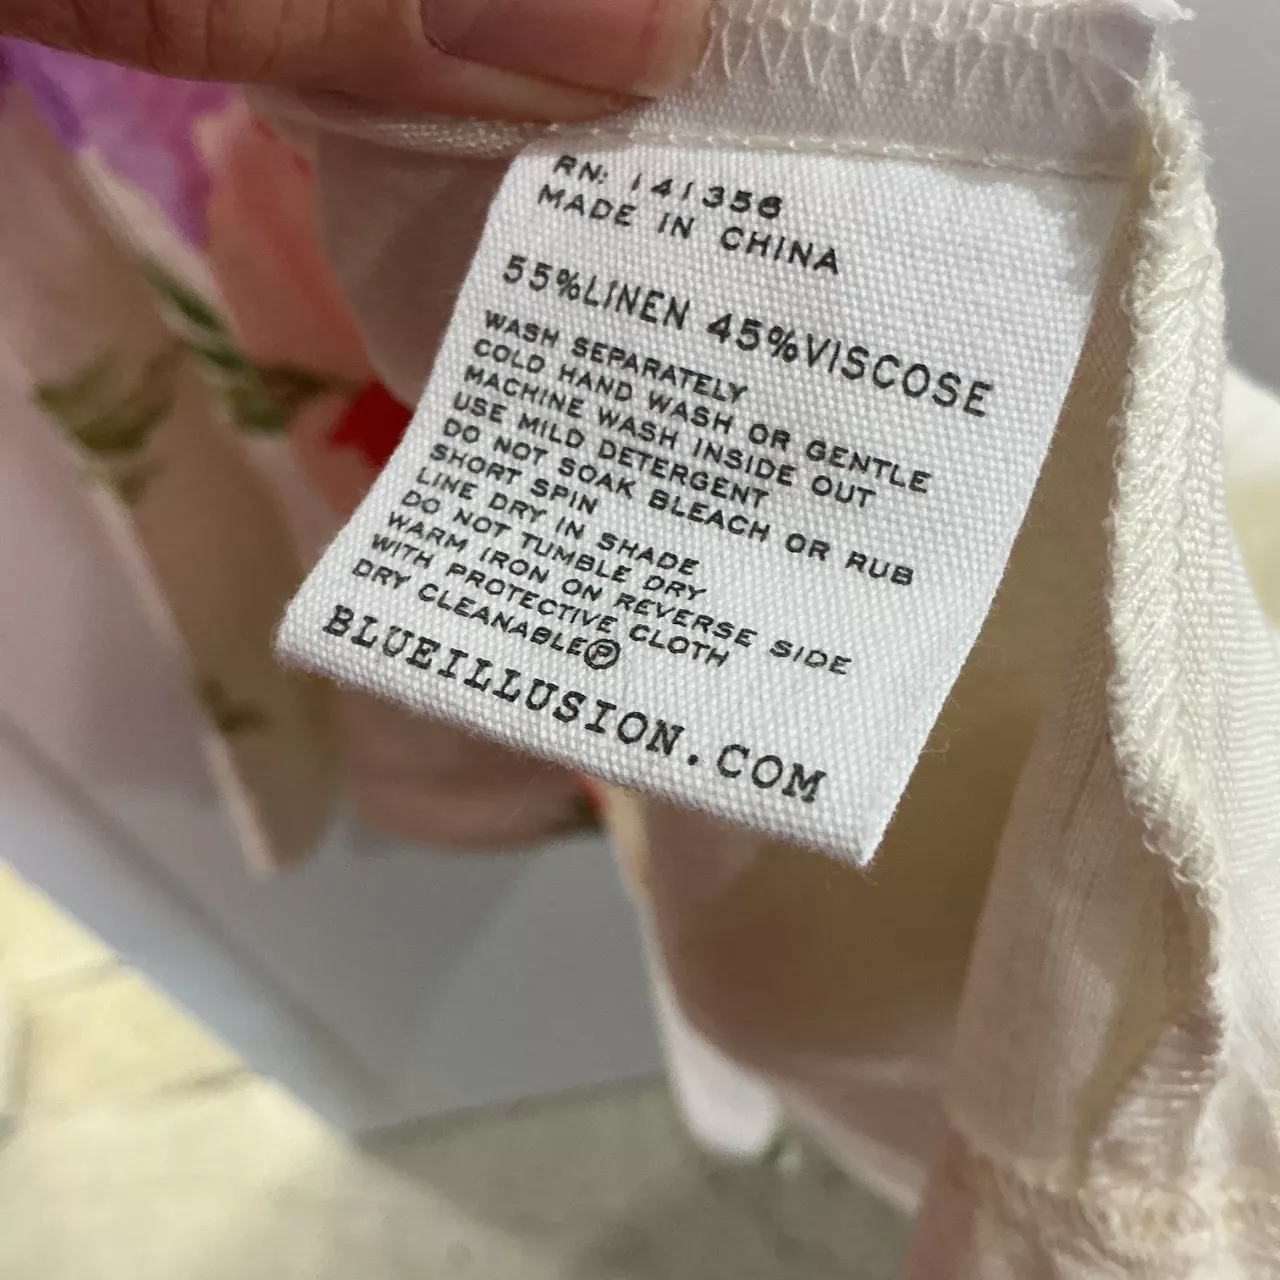 RN: 141356
MADE IN CHINA
55%LINEN 45%VISCOSE
WASH SEPARATELY
COLD HAND WASH OR GENTLE
MACHINE WASH INSIDE OUT
USE MILD DETERGENT
DO NOT SOAK BLEACH OR RUB
SHORT SPIN
LINE DRY IN SHADE
DO NOT TUMBLE DRY
WARM IRON ON REVERSE SIDE
WITH PROTECTIVE CLOTH
DRY CLEANABLEⓅ
BLUEILLUSION.COM